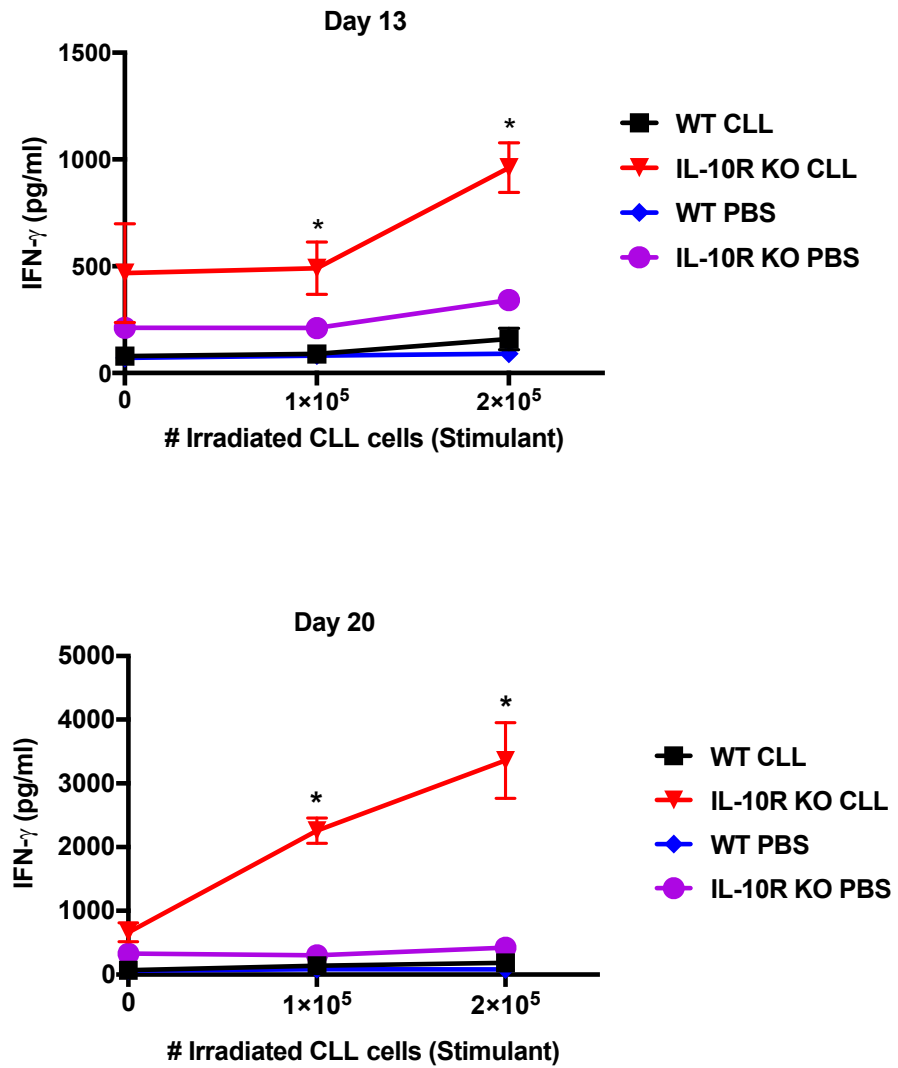 Day 13
1500
1000
500
0
IFN-γ (pg/ml)
*
*
0
1×10⁵
2×10⁵
# Irradiated CLL cells (Stimulant)
WT CLL
IL-10R KO CLL
WT PBS
IL-10R KO PBS
Day 20
5000
4000
3000
2000
1000
0
IFN-γ (pg/ml)
*
*
0
1×10⁵
2×10⁵
# Irradiated CLL cells (Stimulant)
WT CLL
IL-10R KO CLL
WT PBS
IL-10R KO PBS